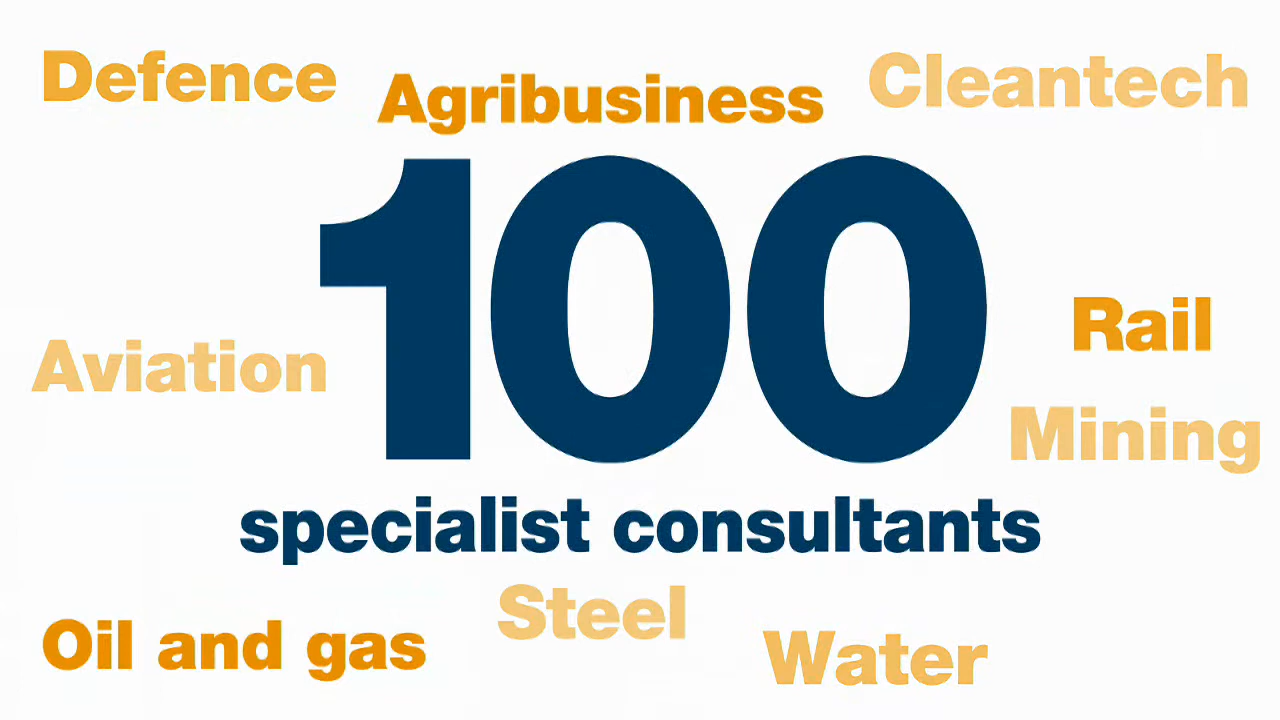 Defence
Agribusiness
Cleantech
100
Rail
Aviation
Mining
specialist consultants
Steel
Oil and gas
Water